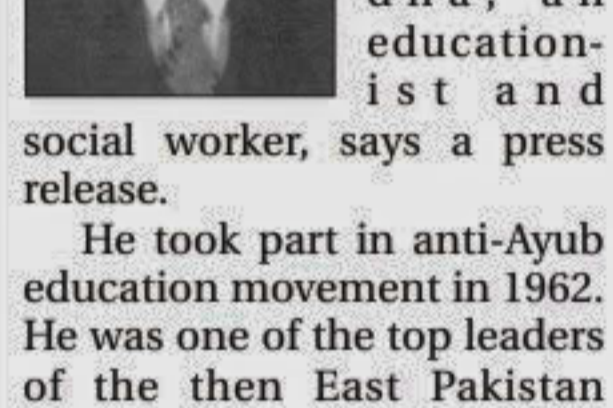 an
education-
ist and
social worker, says a press
release.
He took part in anti-Ayub
education movement in 1962.
He was one of the top leaders
of the then East Pakistan